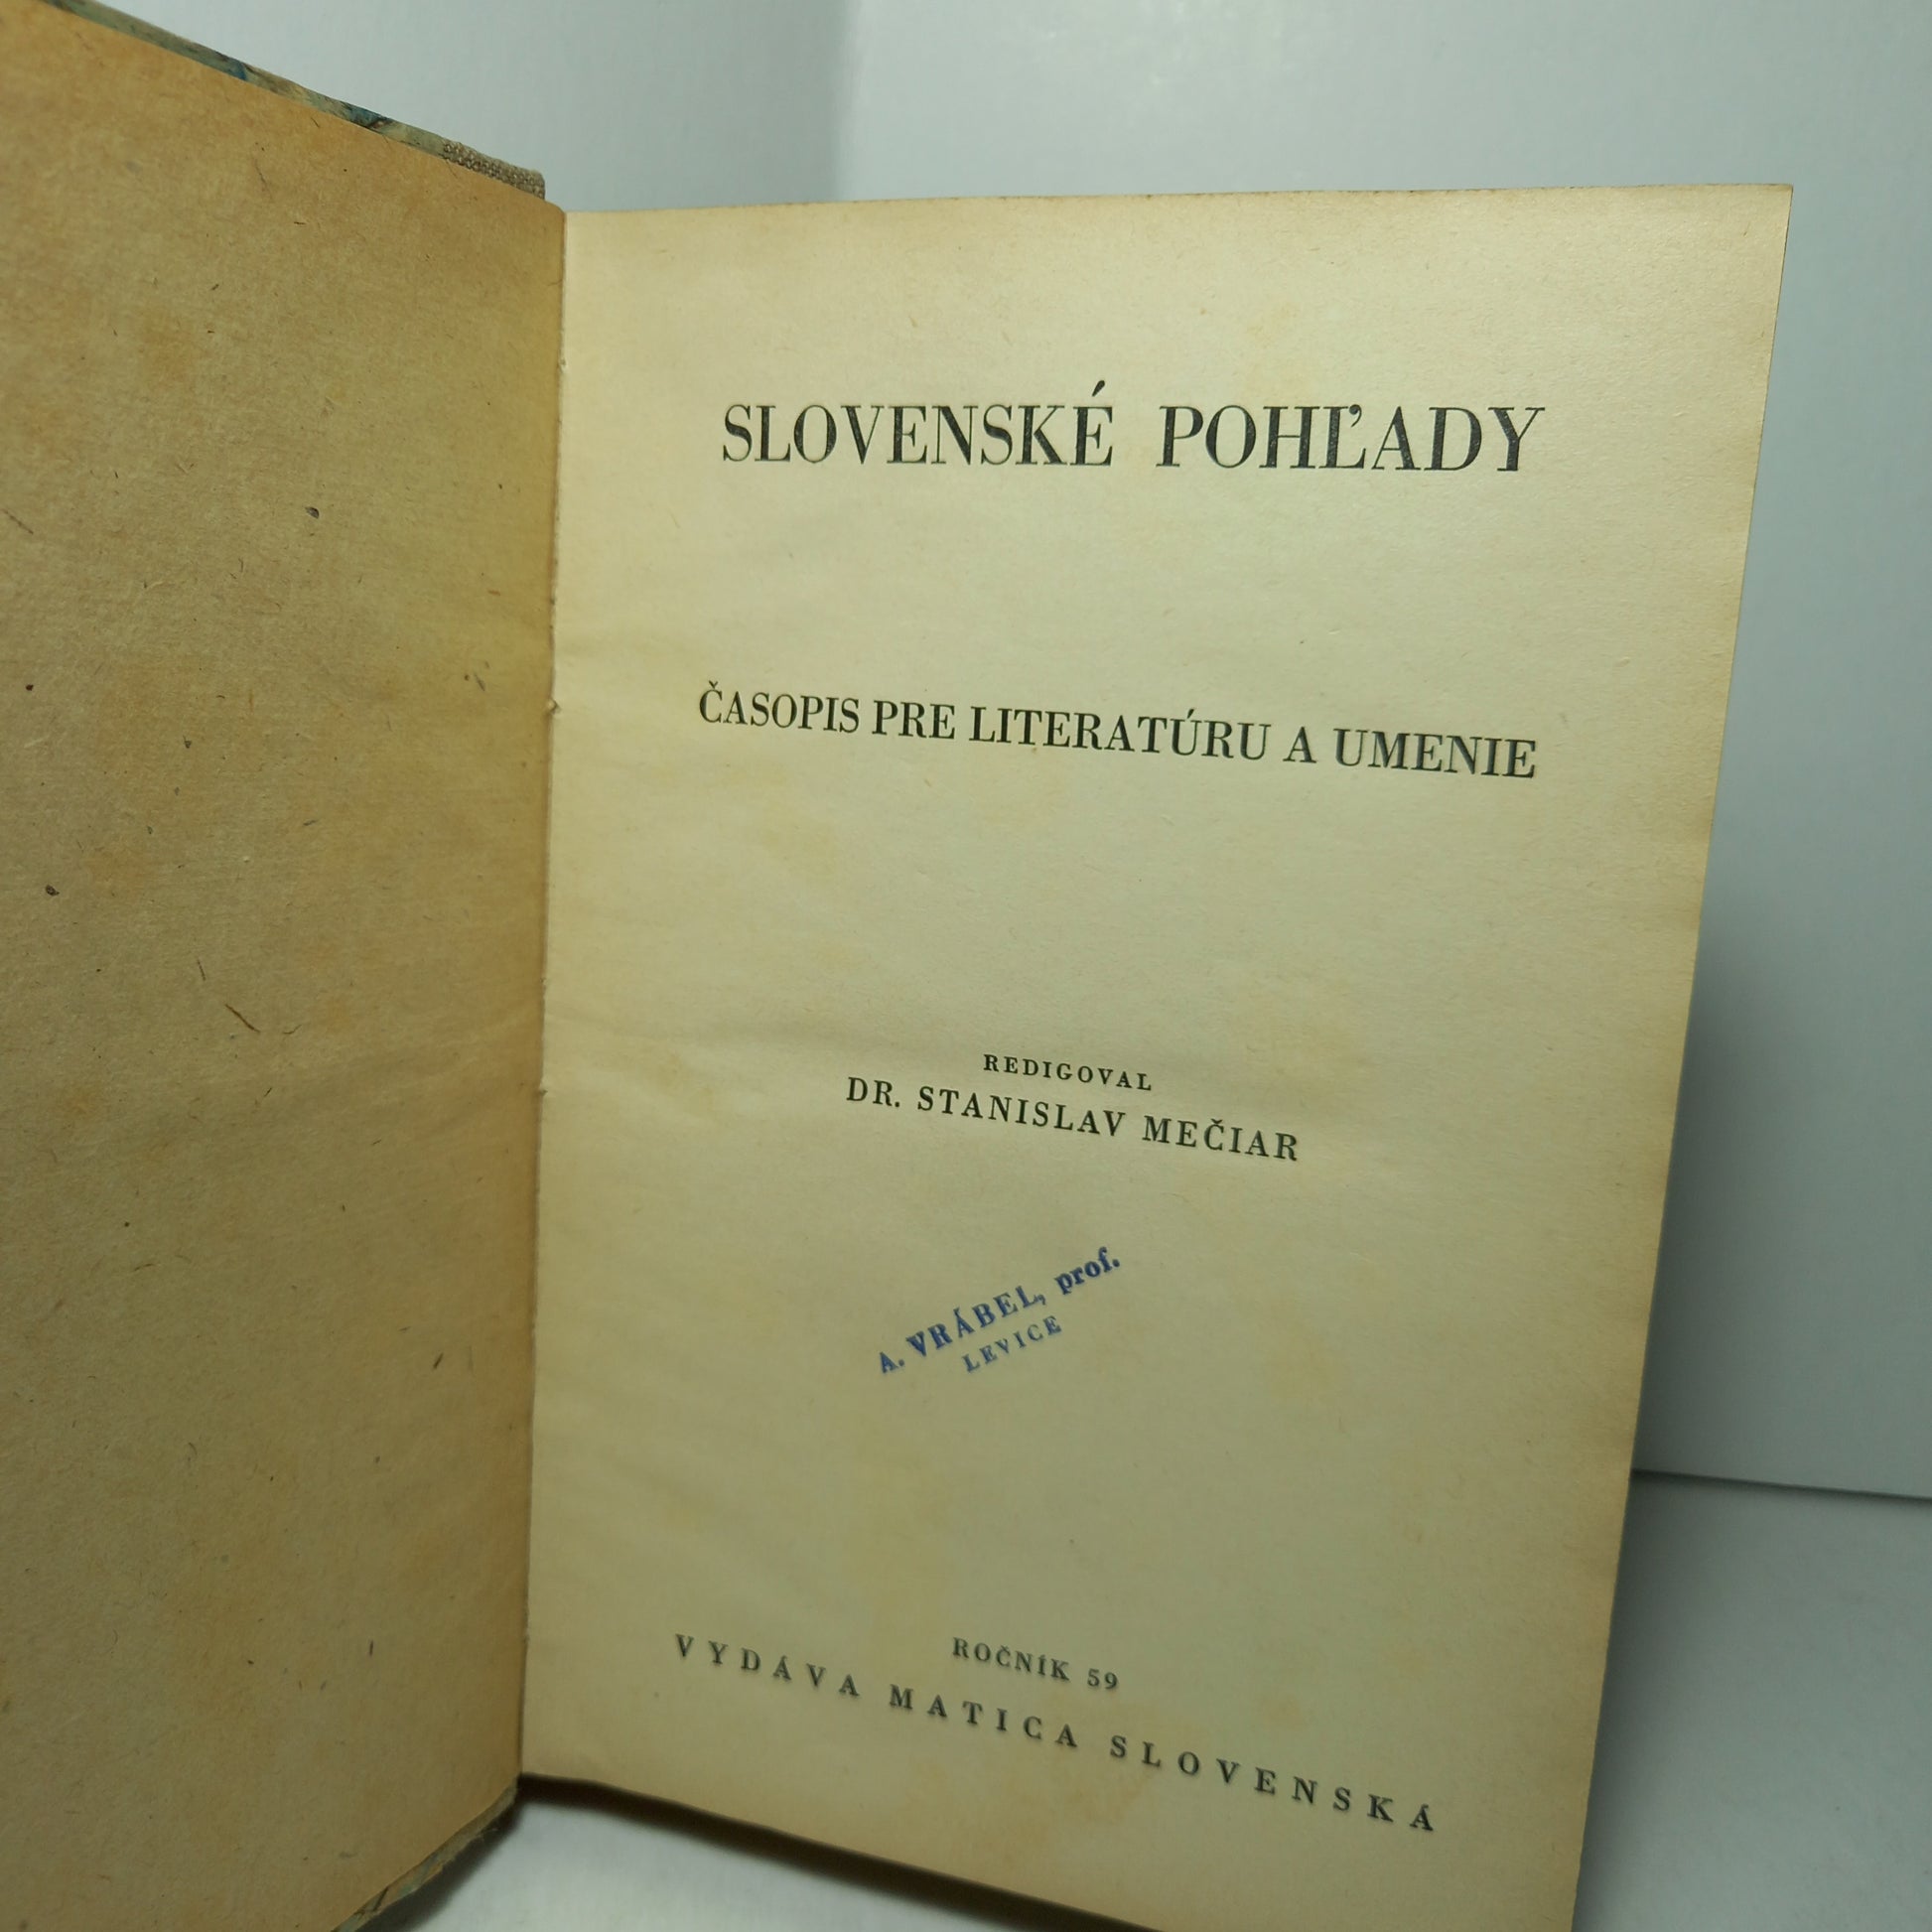 SLOVENSKÉ POHĽADY
ČASOPIS PRE LITERATÚRU A UMENIE
REDIGOVAL
DR. STANISLAV MEČIAR
A. VRÁBEL, prof.
LEVICE
ROČNÍK 59
VYDÁVA MATICA SLOVENSKÁ